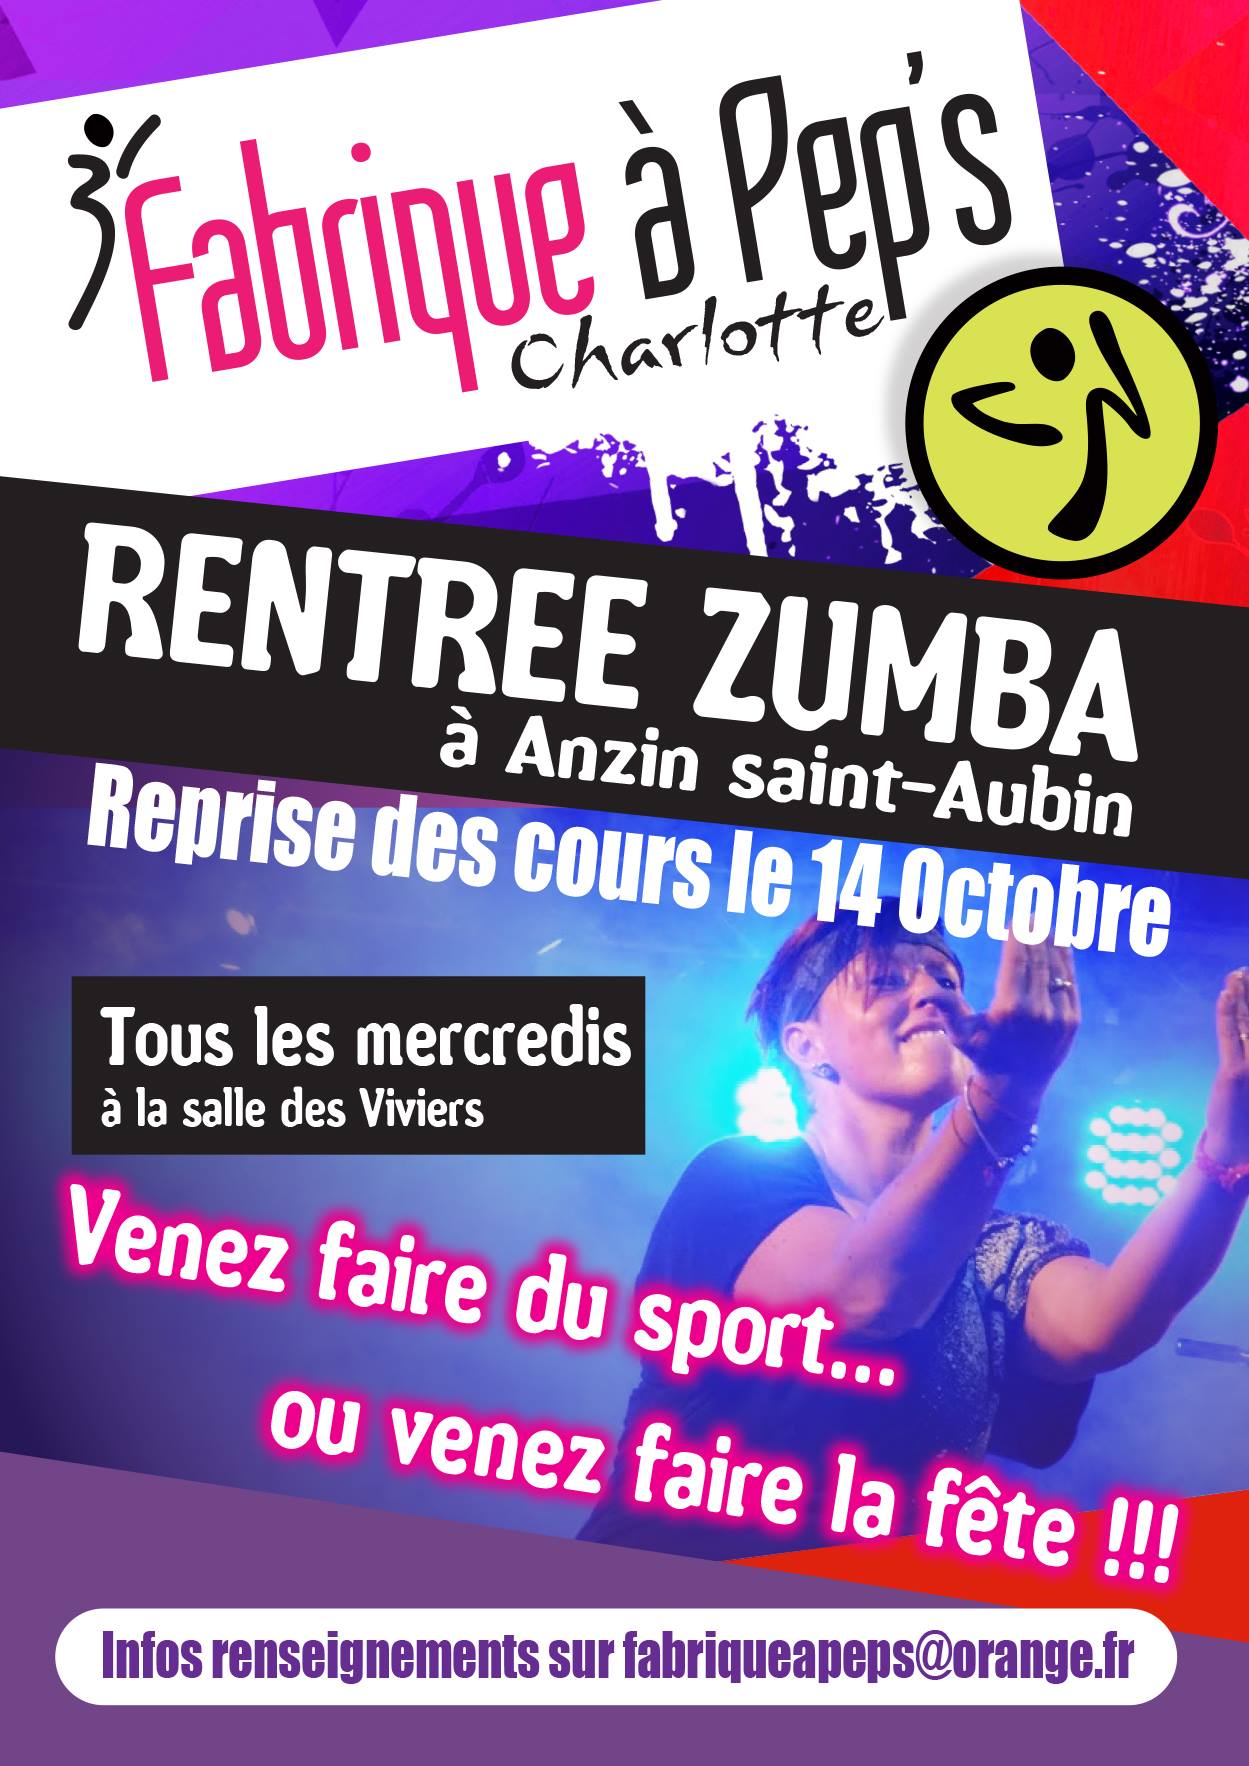 Fabrique à Pep's
Charlotte
RENTREE ZUMBA
à Anzin saint-Aubin
Reprise des cours le 14 Octobre
Tous les mercredis
à la salle des Viviers
Venez faire du sport...
ou venez faire la fête !!!
Infos renseignements sur fabriqueapeps@orange.fr